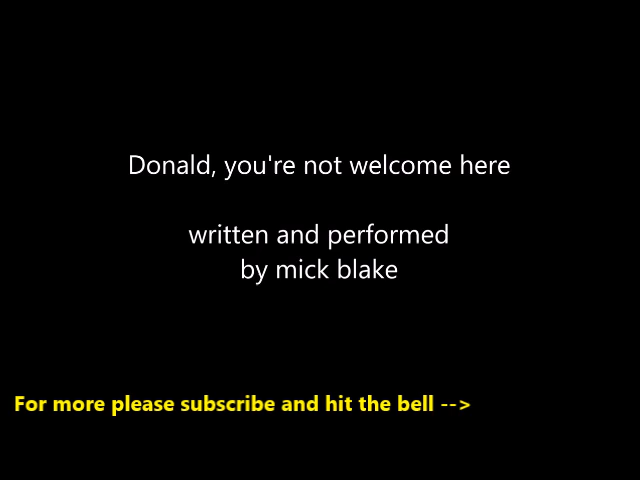 Donald, you're not welcome here
written and performed
by mick blake
For more please subscribe and hit the bell -->